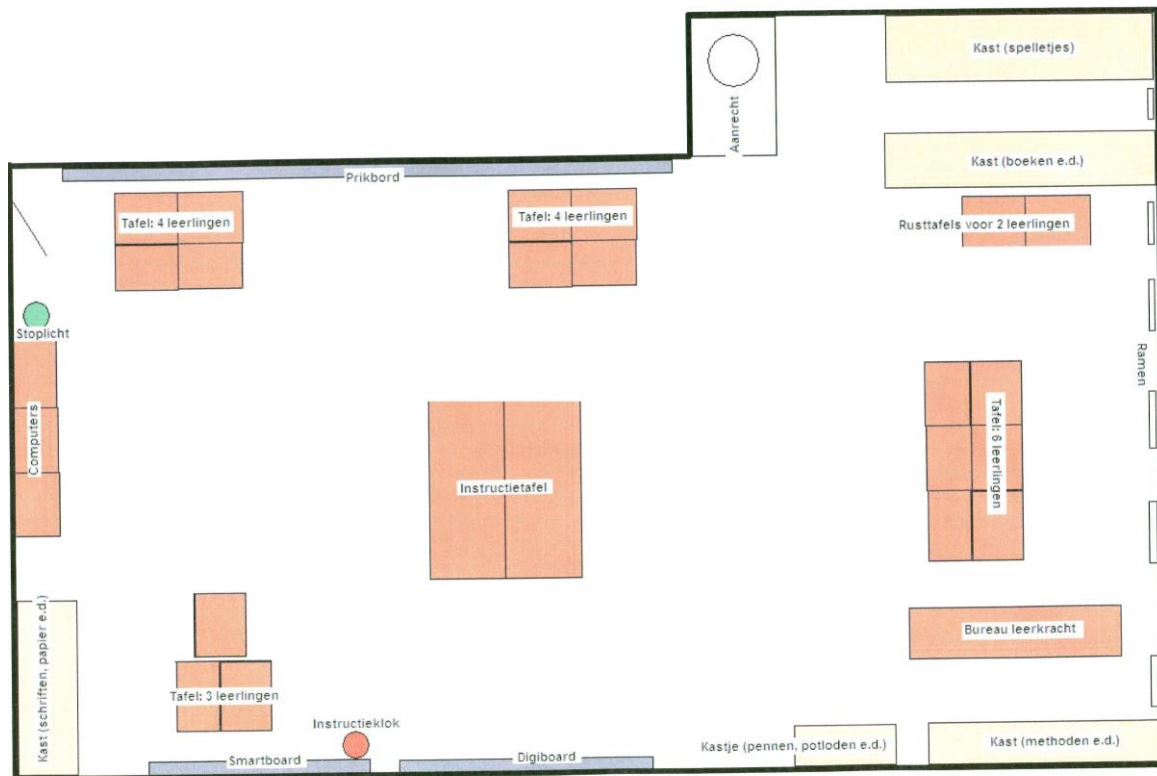 Kast (spelletjes)
Aanrecht
Kast (boeken e.d.)
Prikbord
Tafel: 4 leerlingen
Tafel: 4 leerlingen
Rusttafels voor 2 leerlingen
Stoplicht
Ramen
Computers
Tafel: 6 leerlingen
Instructietafel
Kast (schriften, papier e.d.)
Bureau leerkracht
Tafel: 3 leerlingen
Instructieklok
Kastje (pennen, potloden e.d.)
Kast (methoden e.d.)
Smartboard
Digiboard